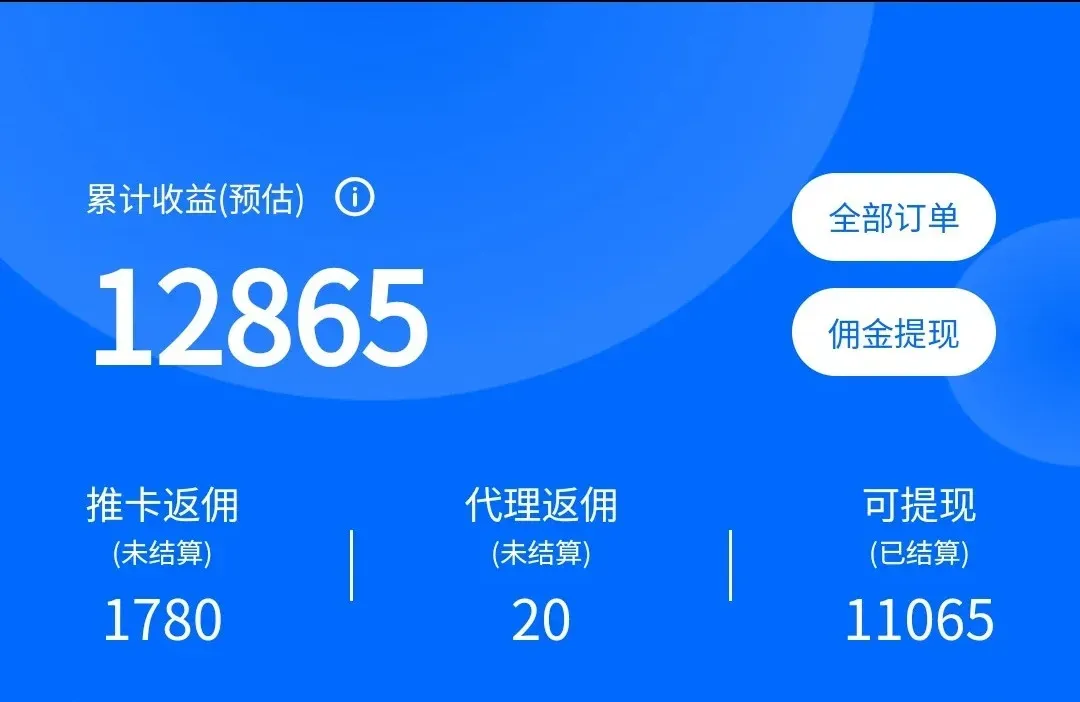 累计收益(预估)
全部订单
12865
佣金提现
推卡返佣
代理返佣
可提现
(未结算)
(未结算)
(已结算)
1780
20
11065